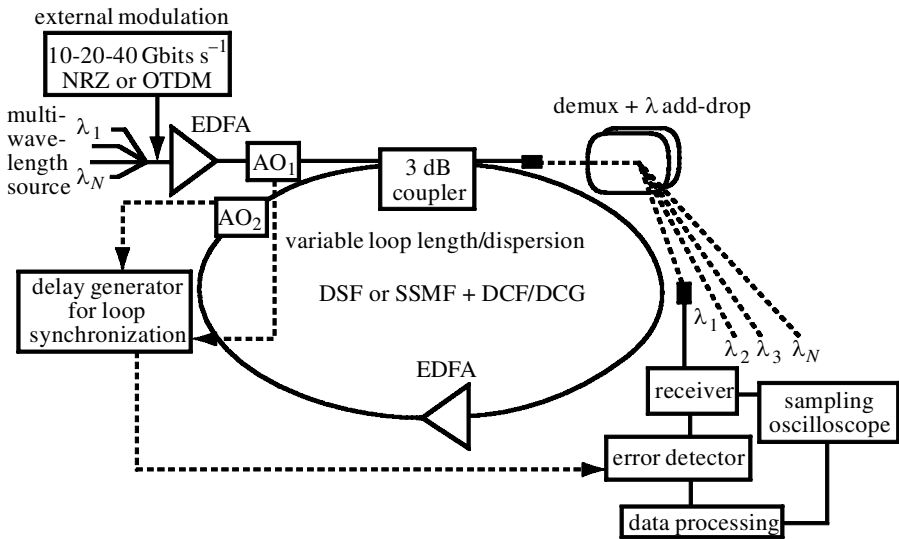 external modulation
10-20-40 Gbits s⁻¹
NRZ or OTDM
multi-
wave-
length
source
λ₁
λN
EDFA
AO₁
AO₂
3 dB
coupler
demux + λ add-drop
variable loop length/dispersion
DSF or SSMF + DCF/DCG
delay generator
for loop
synchronization
EDFA
λ₁
λ₂ λ₃ λN
receiver
sampling
oscilloscope
error detector
data processing